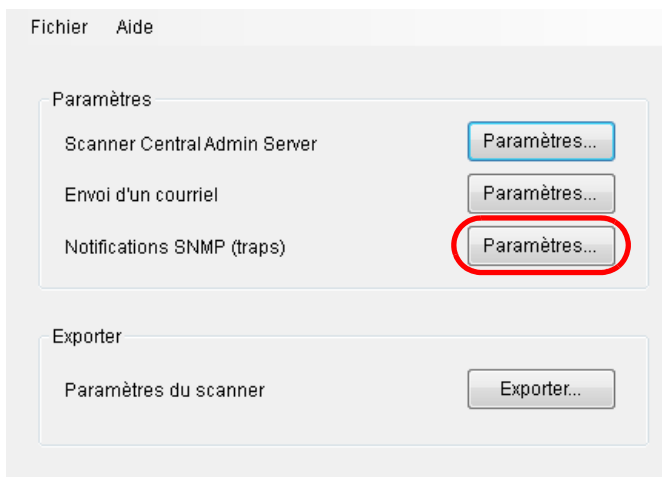 Fichier Aide
Paramètres
Scanner Central Admin Server Paramètres...
Envoi d'un courriel Paramètres...
Notifications SNMP (traps) Paramètres...
Exporter
Paramètres du scanner Exporter...